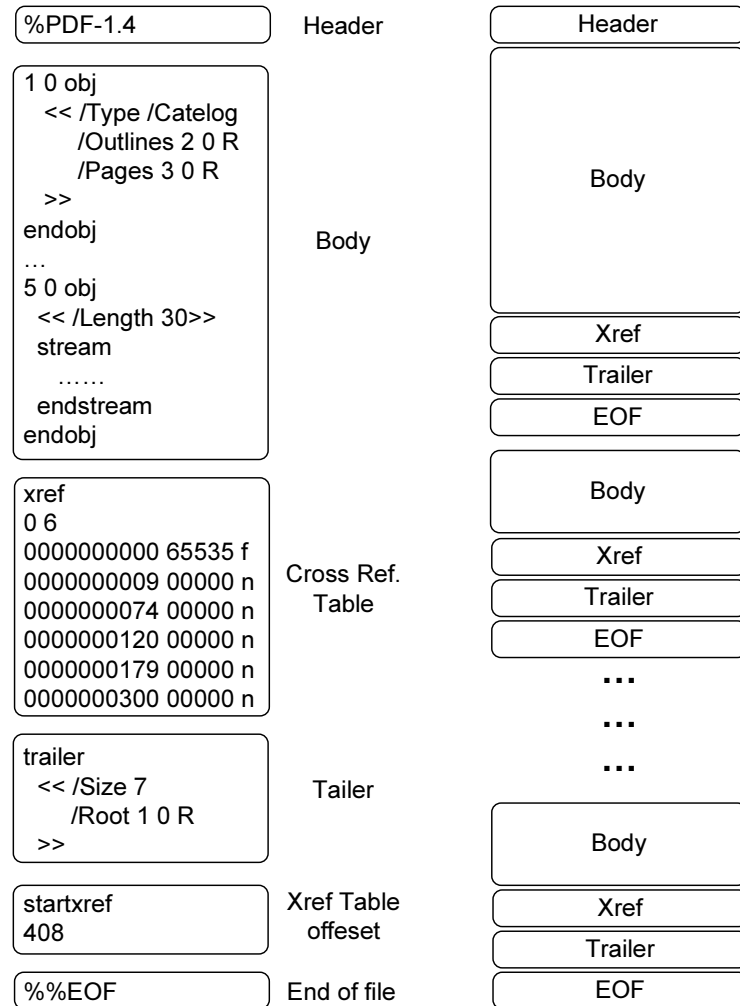 %PDF-1.4
Header
1 0 obj
<< /Type /Catelog
/Outlines 2 0 R
/Pages 3 0 R
>>
endobj
…
5 0 obj
<< /Length 30>>
stream
……
endstream
endobj
Body
xref
0 6
0000000000 65535 f
0000000009 00000 n
0000000074 00000 n
0000000120 00000 n
0000000179 00000 n
0000000300 00000 n
Cross Ref.
Table
trailer
<< /Size 7
/Root 1 0 R
>>
Tailer
startxref
408
Xref Table
offeset
%%EOF
End of file
Header
Body
Xref
Trailer
EOF
Body
Xref
Trailer
EOF
…
…
…
Body
Xref
Trailer
EOF